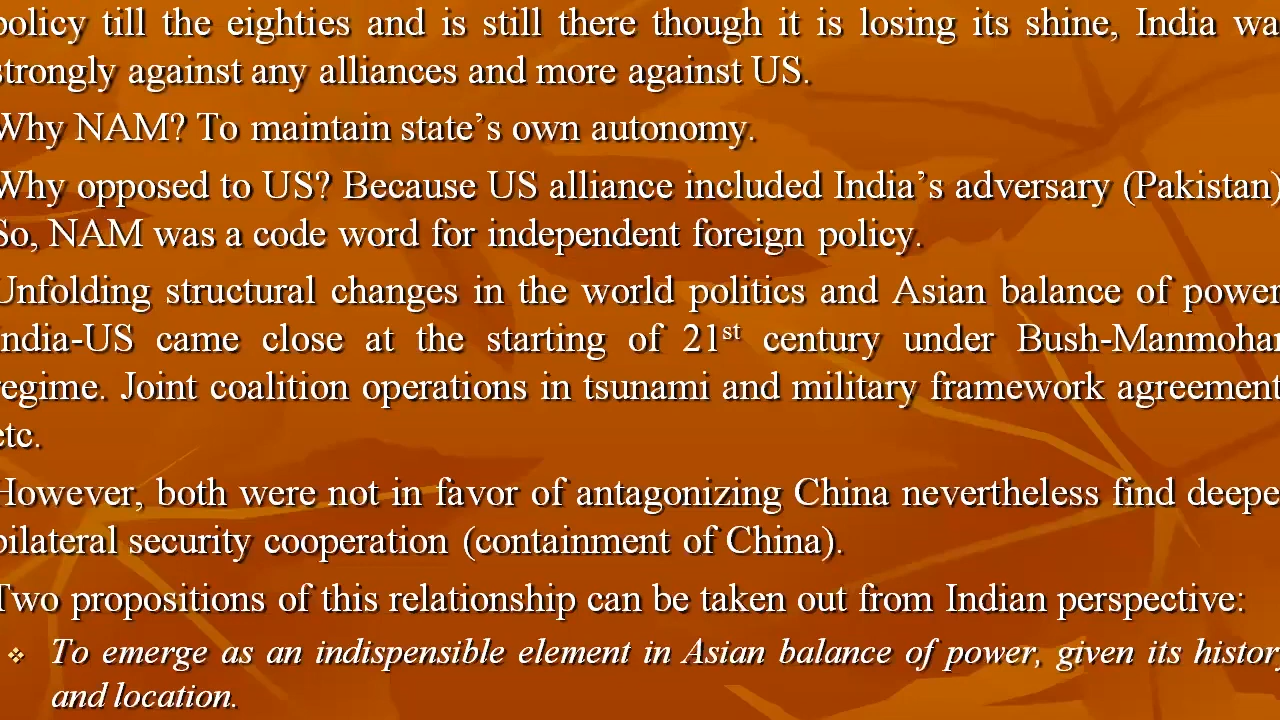 policy till the eighties and is still there though it is losing its shine, India wa
strongly against any alliances and more against US.
Why NAM? To maintain state’s own autonomy.
Why opposed to US? Because US alliance included India’s adversary (Pakistan)
So, NAM was a code word for independent foreign policy.
Unfolding structural changes in the world politics and Asian balance of power
India-US came close at the starting of 21st century under Bush-Manmohan
regime. Joint coalition operations in tsunami and military framework agreement
etc.
However, both were not in favor of antagonizing China nevertheless find deepe
bilateral security cooperation (containment of China).
Two propositions of this relationship can be taken out from Indian perspective:
❖ To emerge as an indispensible element in Asian balance of power, given its history
and location.